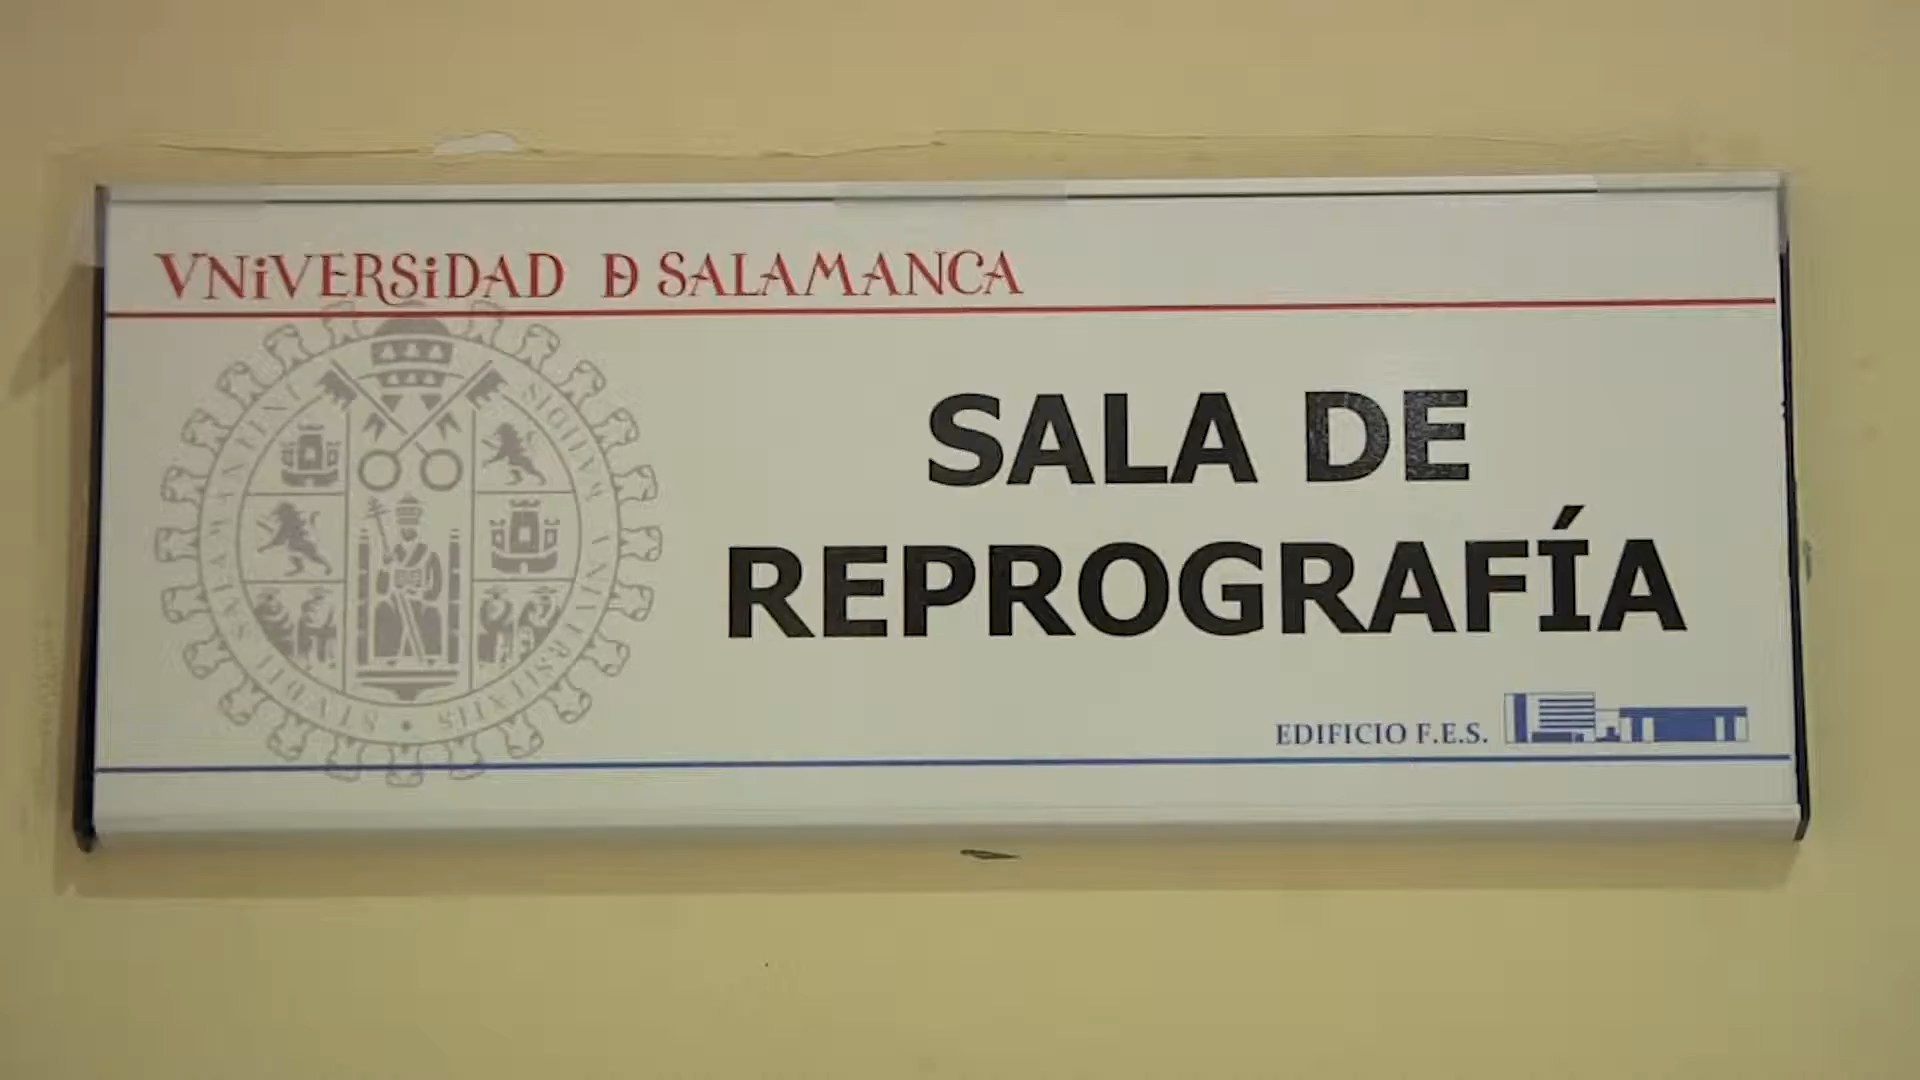 VNiVERSiDAD Ð SALAMANCA
SALA DE
REPROGRAFÍA
EDIFICIO F.E.S.